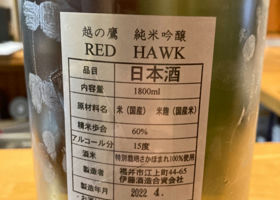 越の鷹 純米吟醸
RED HAWK
品目 日本酒
内容量 1800ml
原材料名 米(国産) 米麹(国産米)
精米歩合 60%
アルコール分 15度
酒米 特別栽培さかほまれ100%使用
製造者 福井市江上町44-65
伊藤酒造合資会社
製造年月 2022 4.